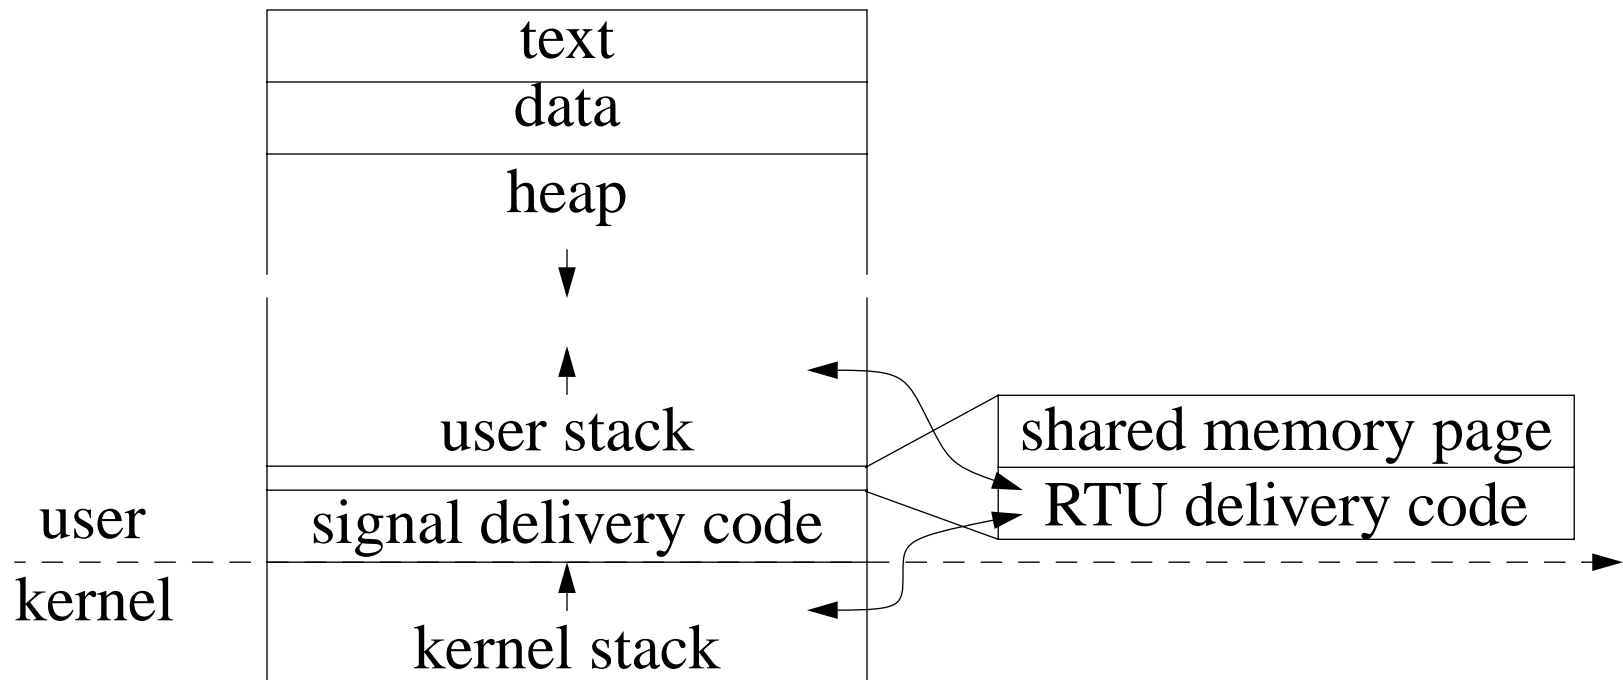 text
data
heap
user stack
shared memory page
RTU delivery code
signal delivery code
user
kernel
kernel stack